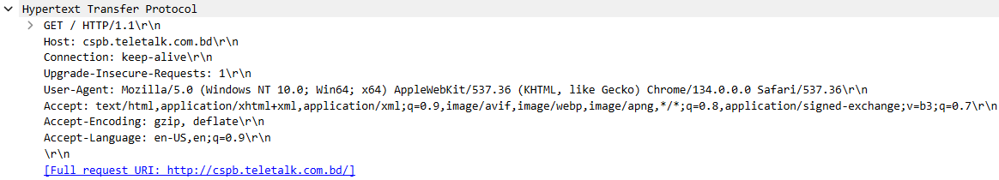 Hypertext Transfer Protocol
GET / HTTP/1.1\r\n
Host: cspb.teletalk.com.bd\r\n
Connection: keep-alive\r\n
Upgrade-Insecure-Requests: 1\r\n
User-Agent: Mozilla/5.0 (Windows NT 10.0; Win64; x64) AppleWebKit/537.36 (KHTML, like Gecko) Chrome/134.0.0.0 Safari/537.36\r\n
Accept: text/html,application/xhtml+xml,application/xml;q=0.9,image/avif,image/webp,image/apng,*/*;q=0.8,application/signed-exchange;v=b3;q=0.7\r\n
Accept-Encoding: gzip, deflate\r\n
Accept-Language: en-US,en;q=0.9\r\n
\r\n
[Full request URI: http://cspb.teletalk.com.bd/]